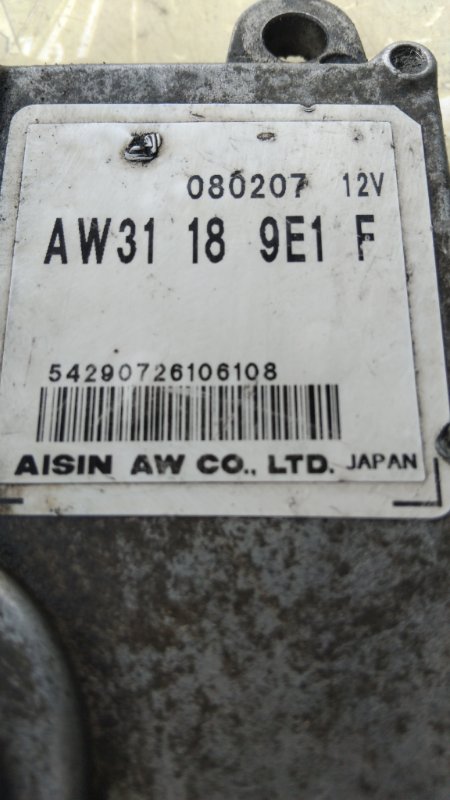 080207 12V
AW31 18 9E1 F
54290726106108
AISIN AW CO., LTD. JAPAN